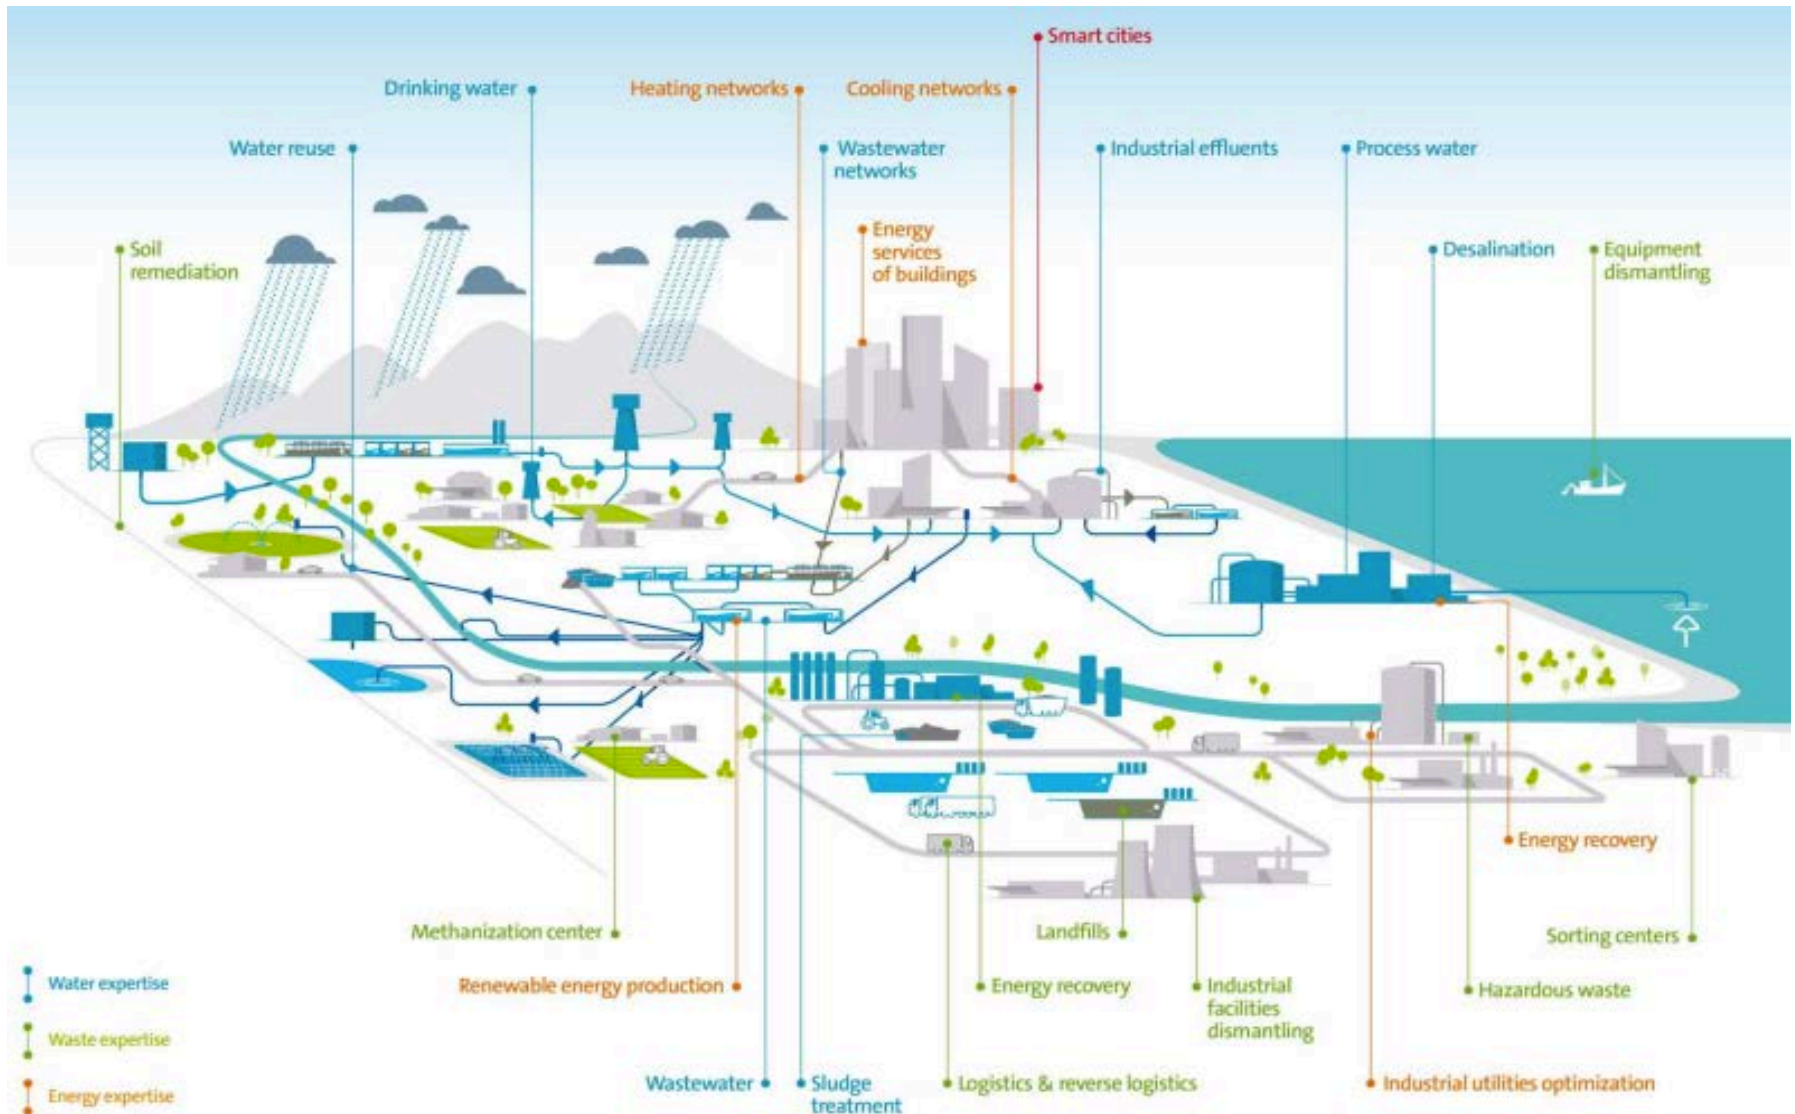 Smart cities
Drinking water
Heating networks
Cooling networks
Water reuse
Wastewater
networks
Industrial effluents
Process water
Soil
remediation
Energy
services
of buildings
Desalination
Equipment
dismantling
Energy recovery
Methanization center
Landfills
Sorting centers
Water expertise
Renewable energy production
Energy recovery
Industrial
facilities
dismantling
Hazardous waste
Waste expertise
Energy expertise
Wastewater
Sludge
treatment
Logistics & reverse logistics
Industrial utilities optimization